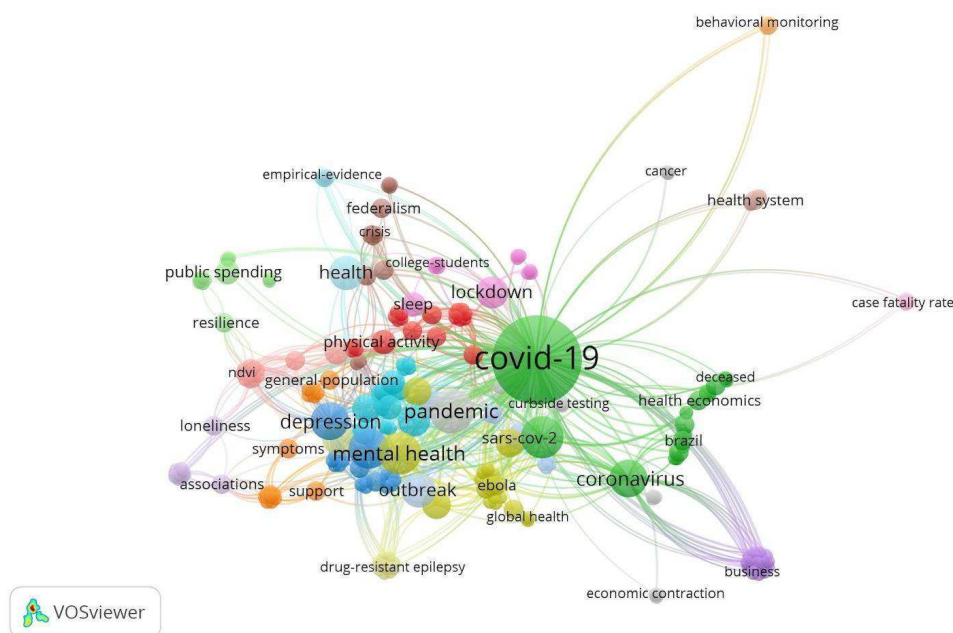 behavioral monitoring
cancer
empirical-evidence
health system
federalism
crisis
college-students
public spending
health
lockdown
case fatality rate
sleep
resilience
physical activity
covid-19
ndvi
general-population
deceased
health economics
curbside testing
pandemic
depression
loneliness
sars-cov-2
brazil
symptoms
mental health
coronavirus
associations
support
outbreak
ebola
global health
drug-resistant epilepsy
business
economic contraction
VOSviewer